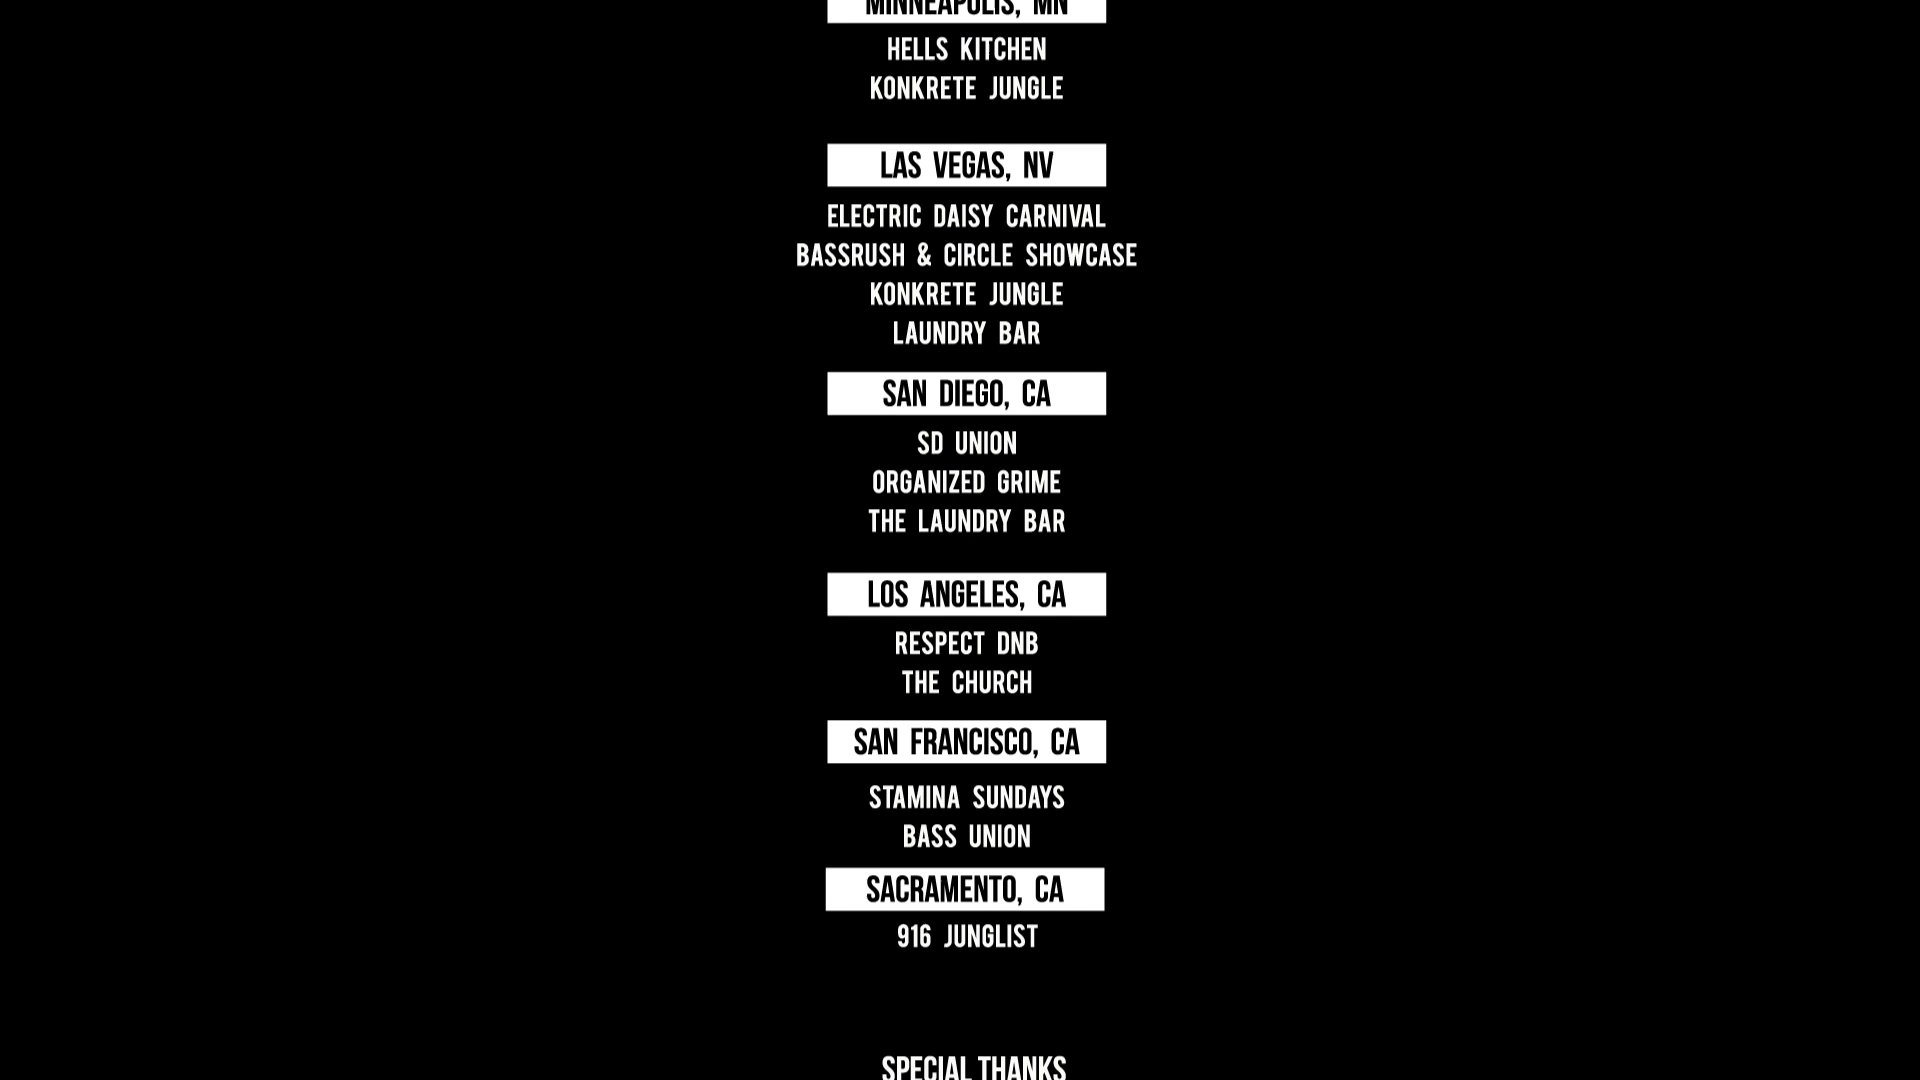 MINNEAPOLIS, MN
HELLS KITCHEN
KONKRETE JUNGLE
LAS VEGAS, NV
ELECTRIC DAISY CARNIVAL
BASSRUSH & CIRCLE SHOWCASE
KONKRETE JUNGLE
LAUNDRY BAR
SAN DIEGO, CA
SD UNION
ORGANIZED GRIME
THE LAUNDRY BAR
LOS ANGELES, CA
RESPECT DNB
THE CHURCH
SAN FRANCISCO, CA
STAMINA SUNDAYS
BASS UNION
SACRAMENTO, CA
916 JUNGLIST
SPECIAL THANKS